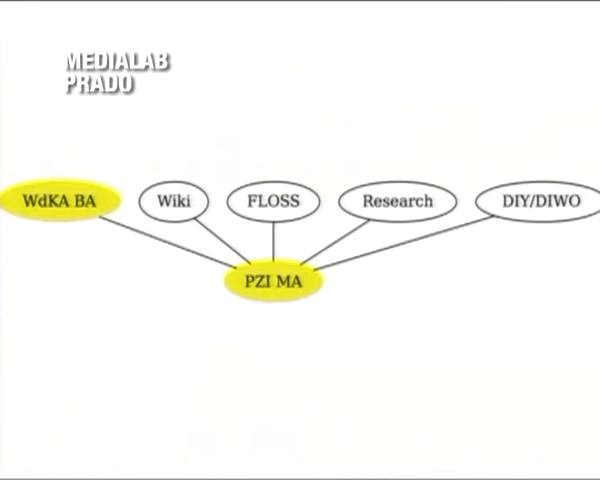 MEDIALAB
PRADO
WdKA BA
Wiki
FLOSS
Research
DIY/DIWO
PZI MA